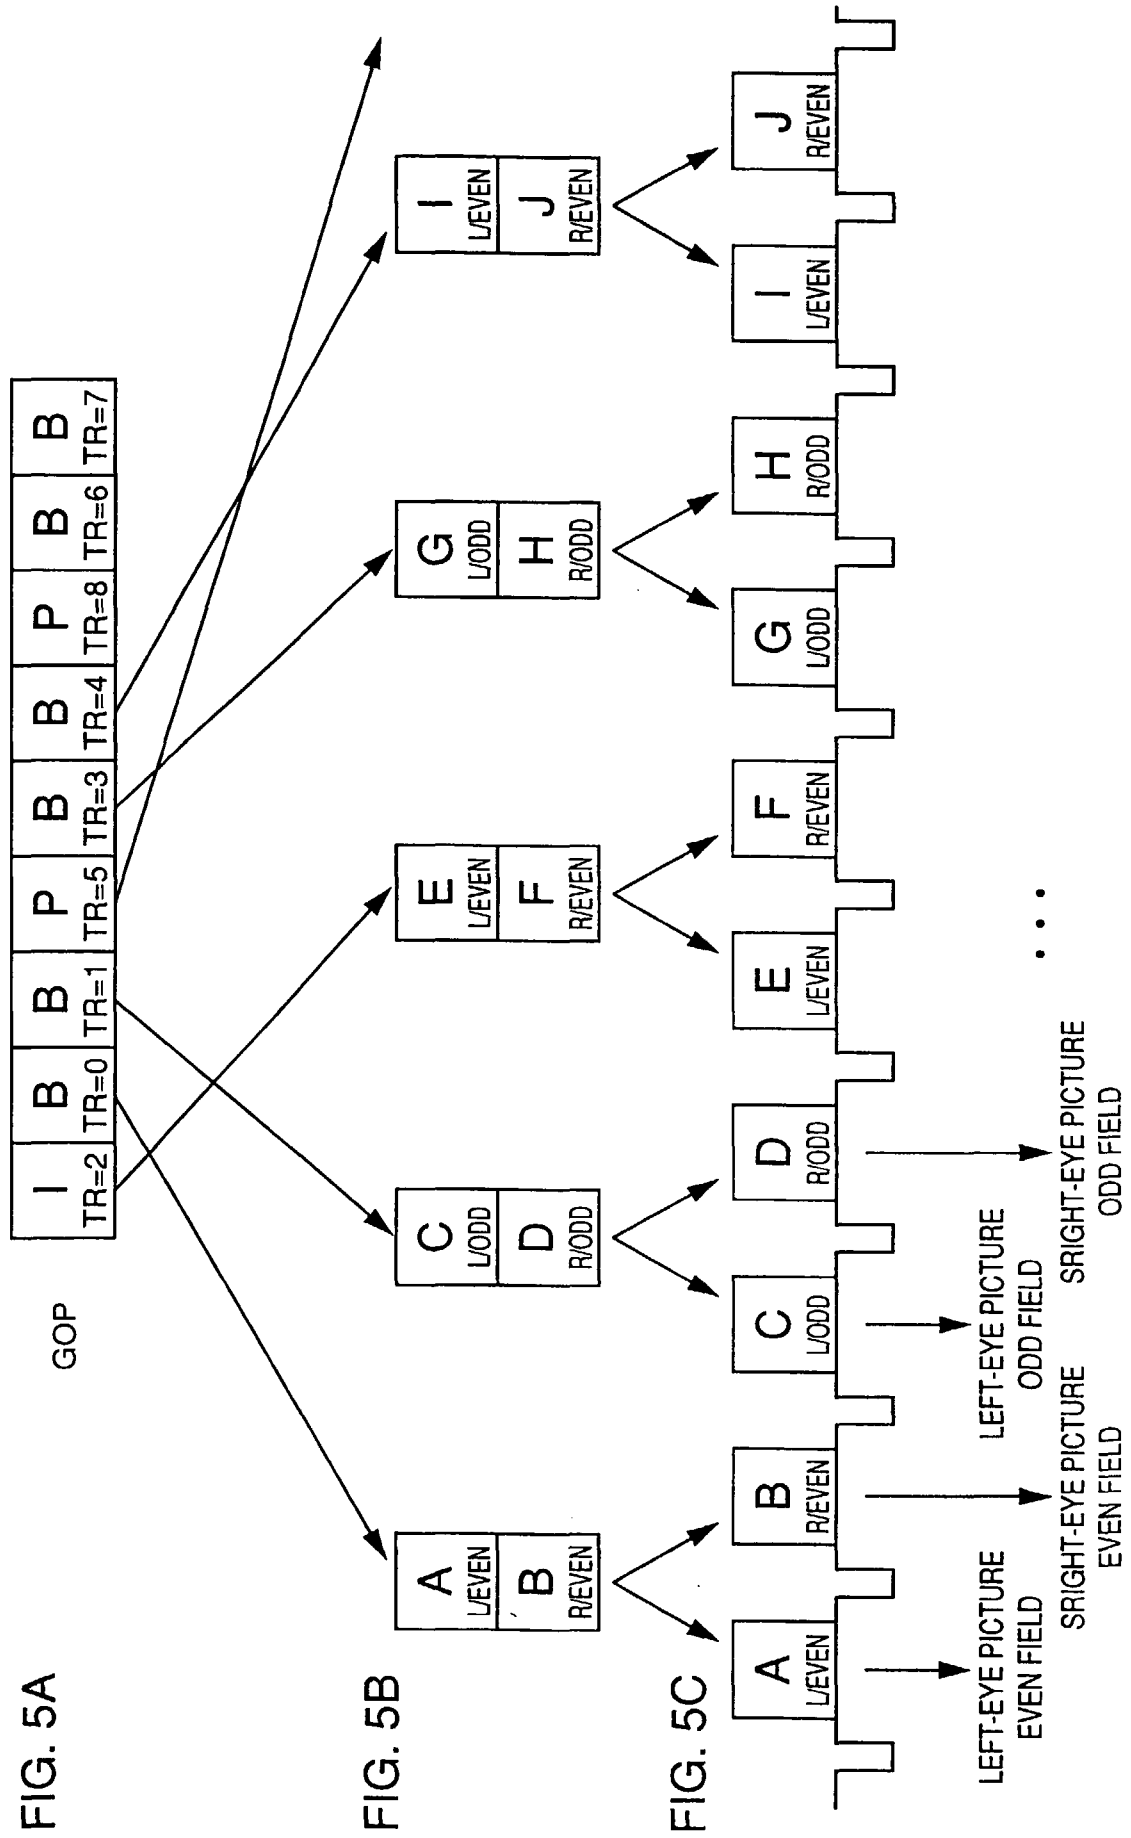 FIG. 5A
GOP
I B B P B B P B B
TR=2 TR=0 TR=1 TR=5 TR=3 TR=4 TR=8 TR=6 TR=7
FIG. 5B
A C E G I
L/EVEN L/ODD L/EVEN L/ODD L/EVEN
B D F H J
R/EVEN R/ODD R/EVEN R/ODD R/EVEN
FIG. 5C
A B C D E F G H I J
L/EVEN R/EVEN L/ODD R/ODD L/EVEN R/EVEN L/ODD R/ODD L/EVEN R/EVEN
LEFT-EYE PICTURE
EVEN FIELD
SRIGHT-EYE PICTURE
EVEN FIELD
LEFT-EYE PICTURE
ODD FIELD
SRIGHT-EYE PICTURE
ODD FIELD
...